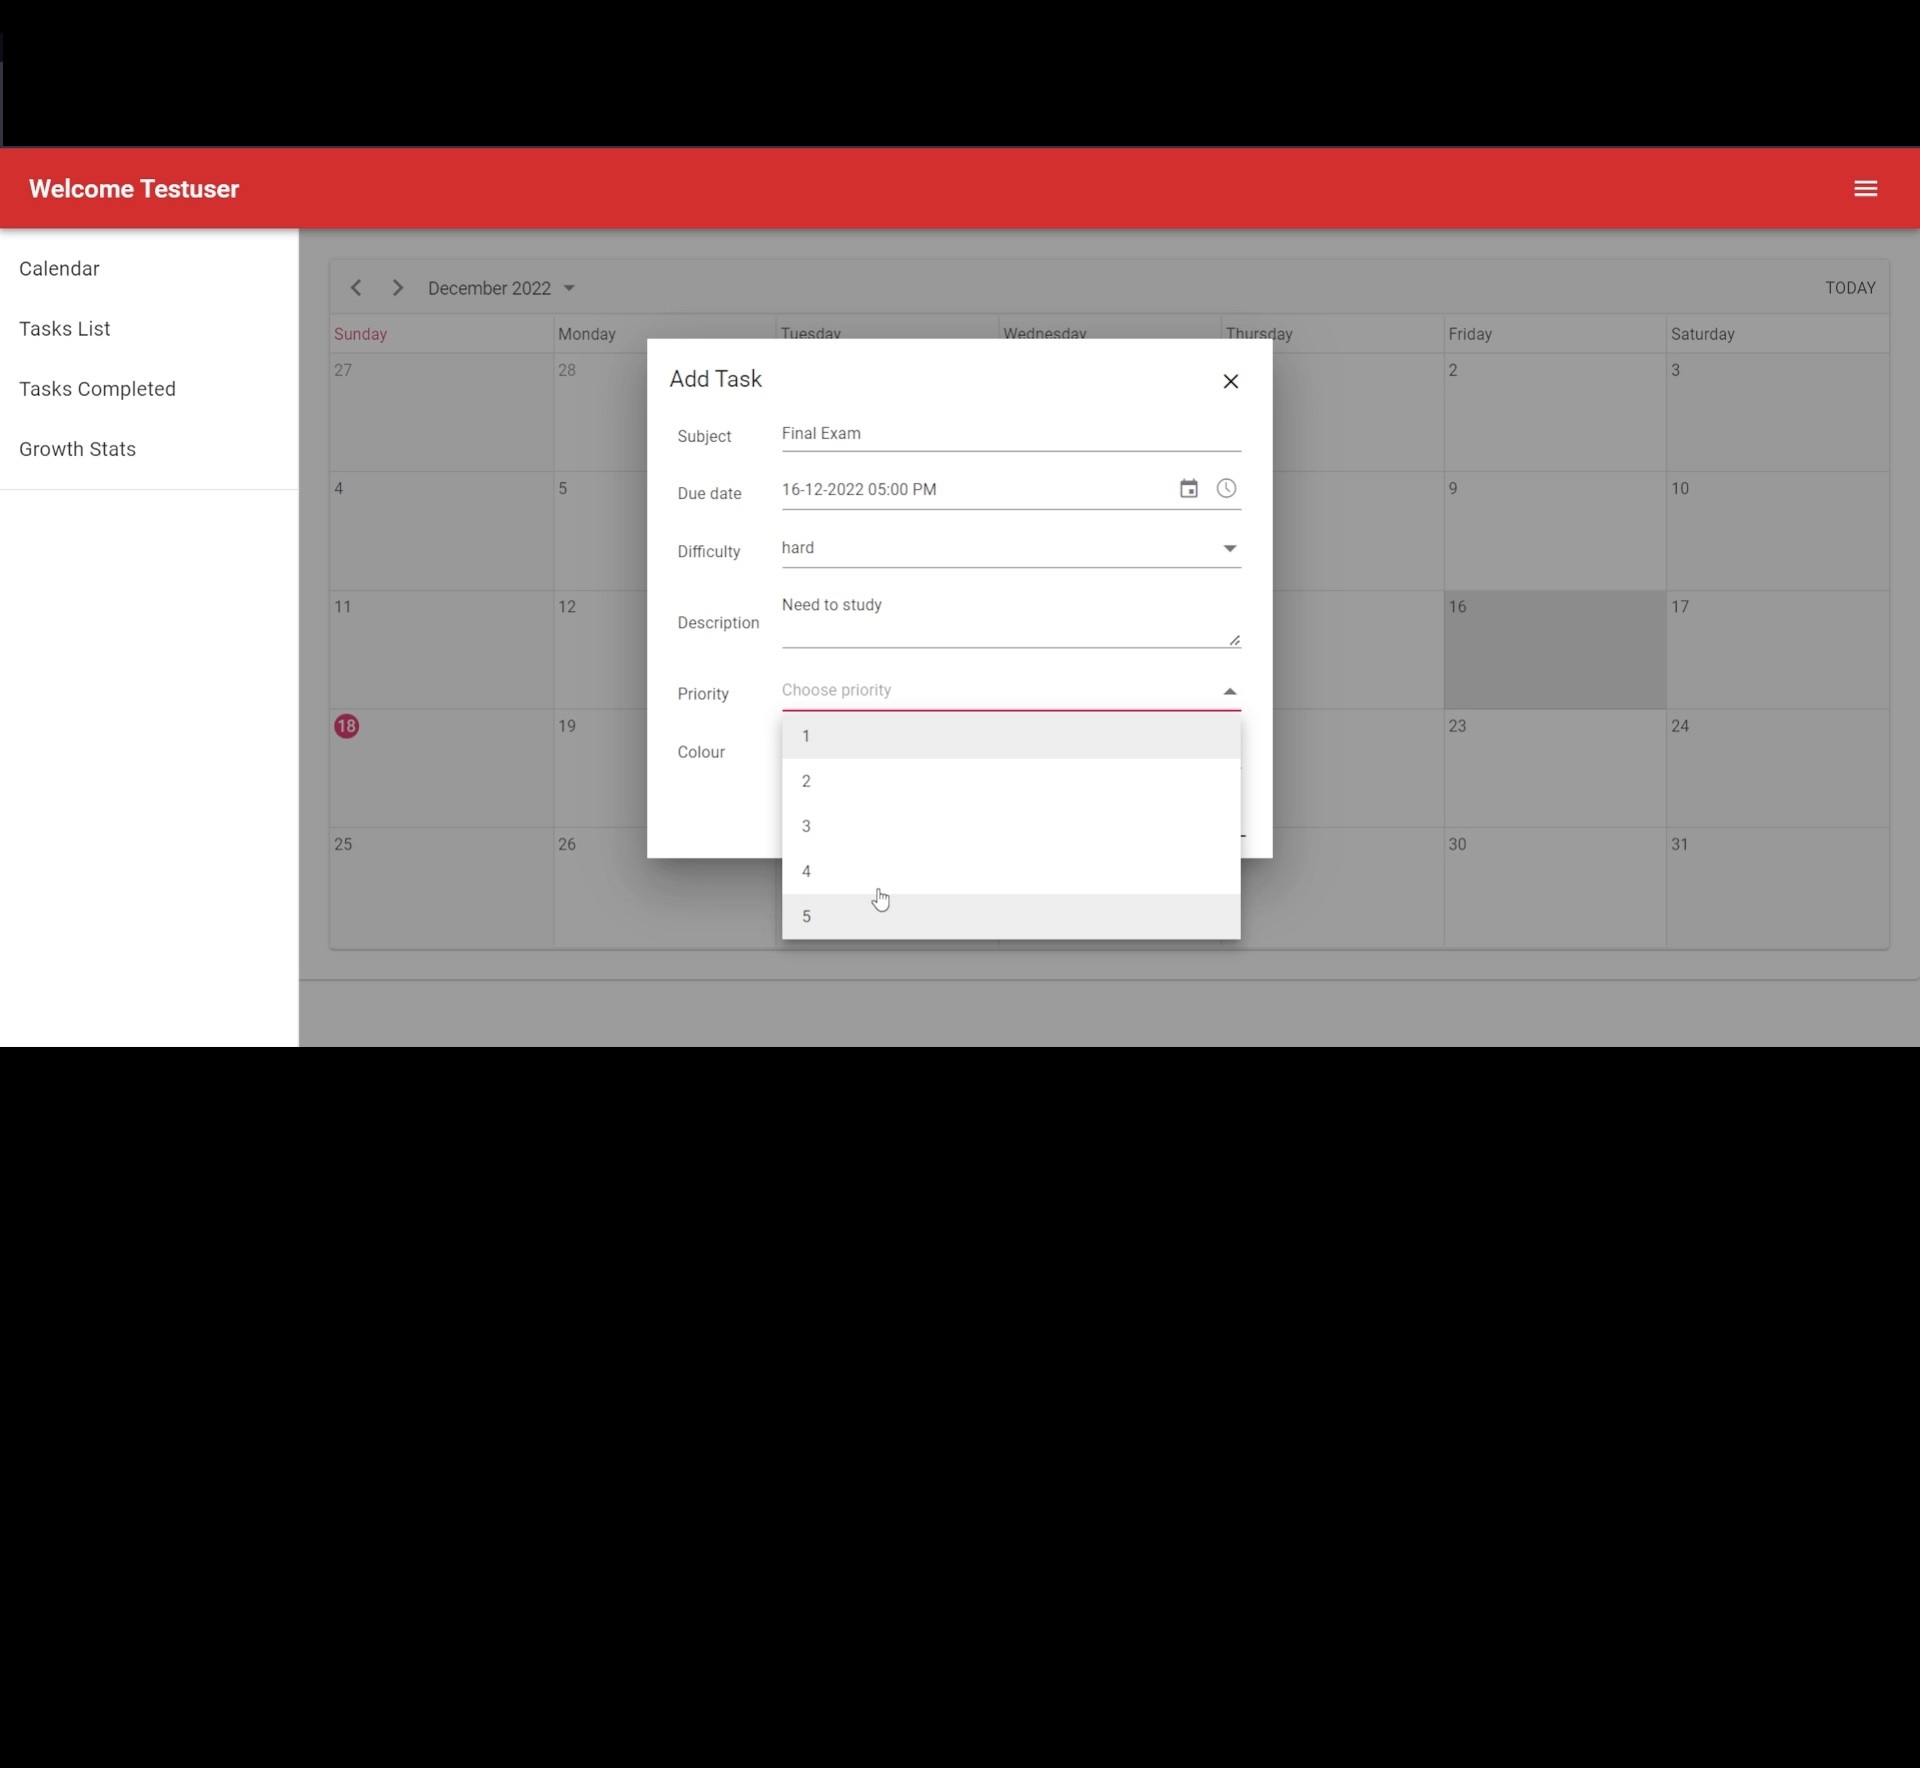 Welcome Testuser
Calendar
Tasks List
Tasks Completed
Growth Stats
December 2022
TODAY
Sunday Monday Tuesday Wednesday Thursday Friday Saturday
27 28 2 3
4 5 9 10
11 12 16 17
18 19 23 24
25 26 30 31
Add Task
Subject Final Exam
Due date 16-12-2022 05:00 PM
Difficulty hard
Description Need to study
Priority Choose priority
Colour
1
2
3
4
5